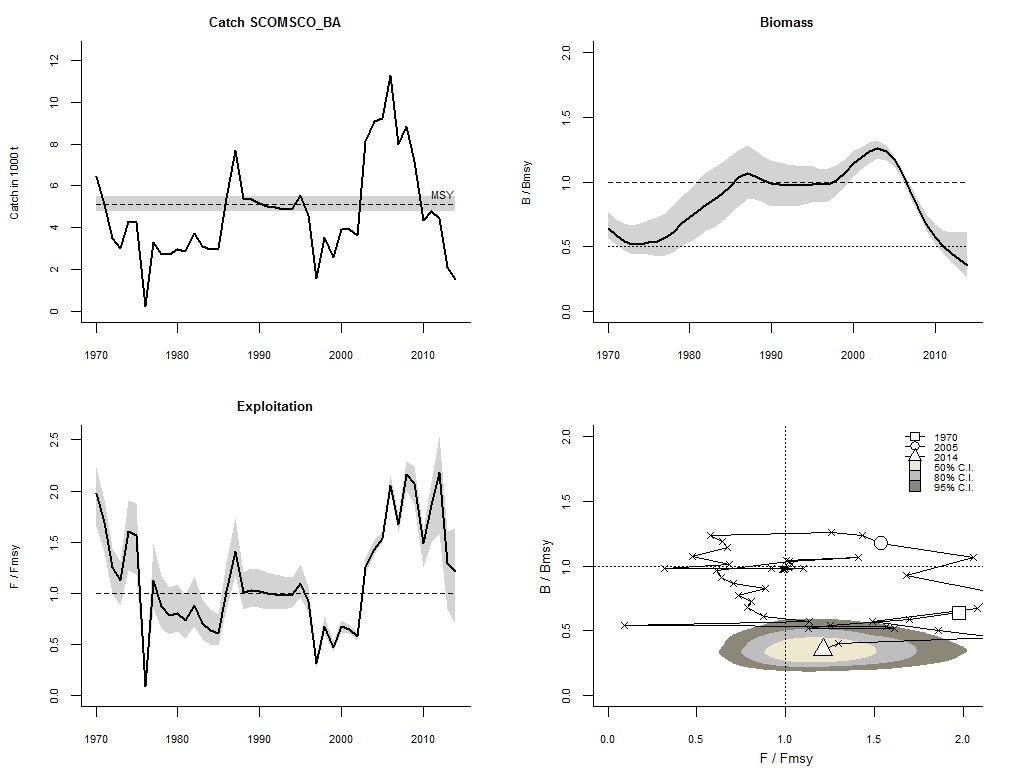 Catch SCOMSCO_BA
Catch in 1000 t
12
10
8
6
4
2
0
MSY
1970 1980 1990 2000 2010
Biomass
B / Bmsy
2.0
1.5
1.0
0.5
0.0
1970 1980 1990 2000 2010
Exploitation
F / Fmsy
2.5
2.0
1.5
1.0
0.5
0.0
1970 1980 1990 2000 2010
B / Bmsy
2.0
1.5
1.0
0.5
0.0
1970
2005
2014
50% C.I.
80% C.I.
95% C.I.
0.0 0.5 1.0 1.5 2.0
F / Fmsy